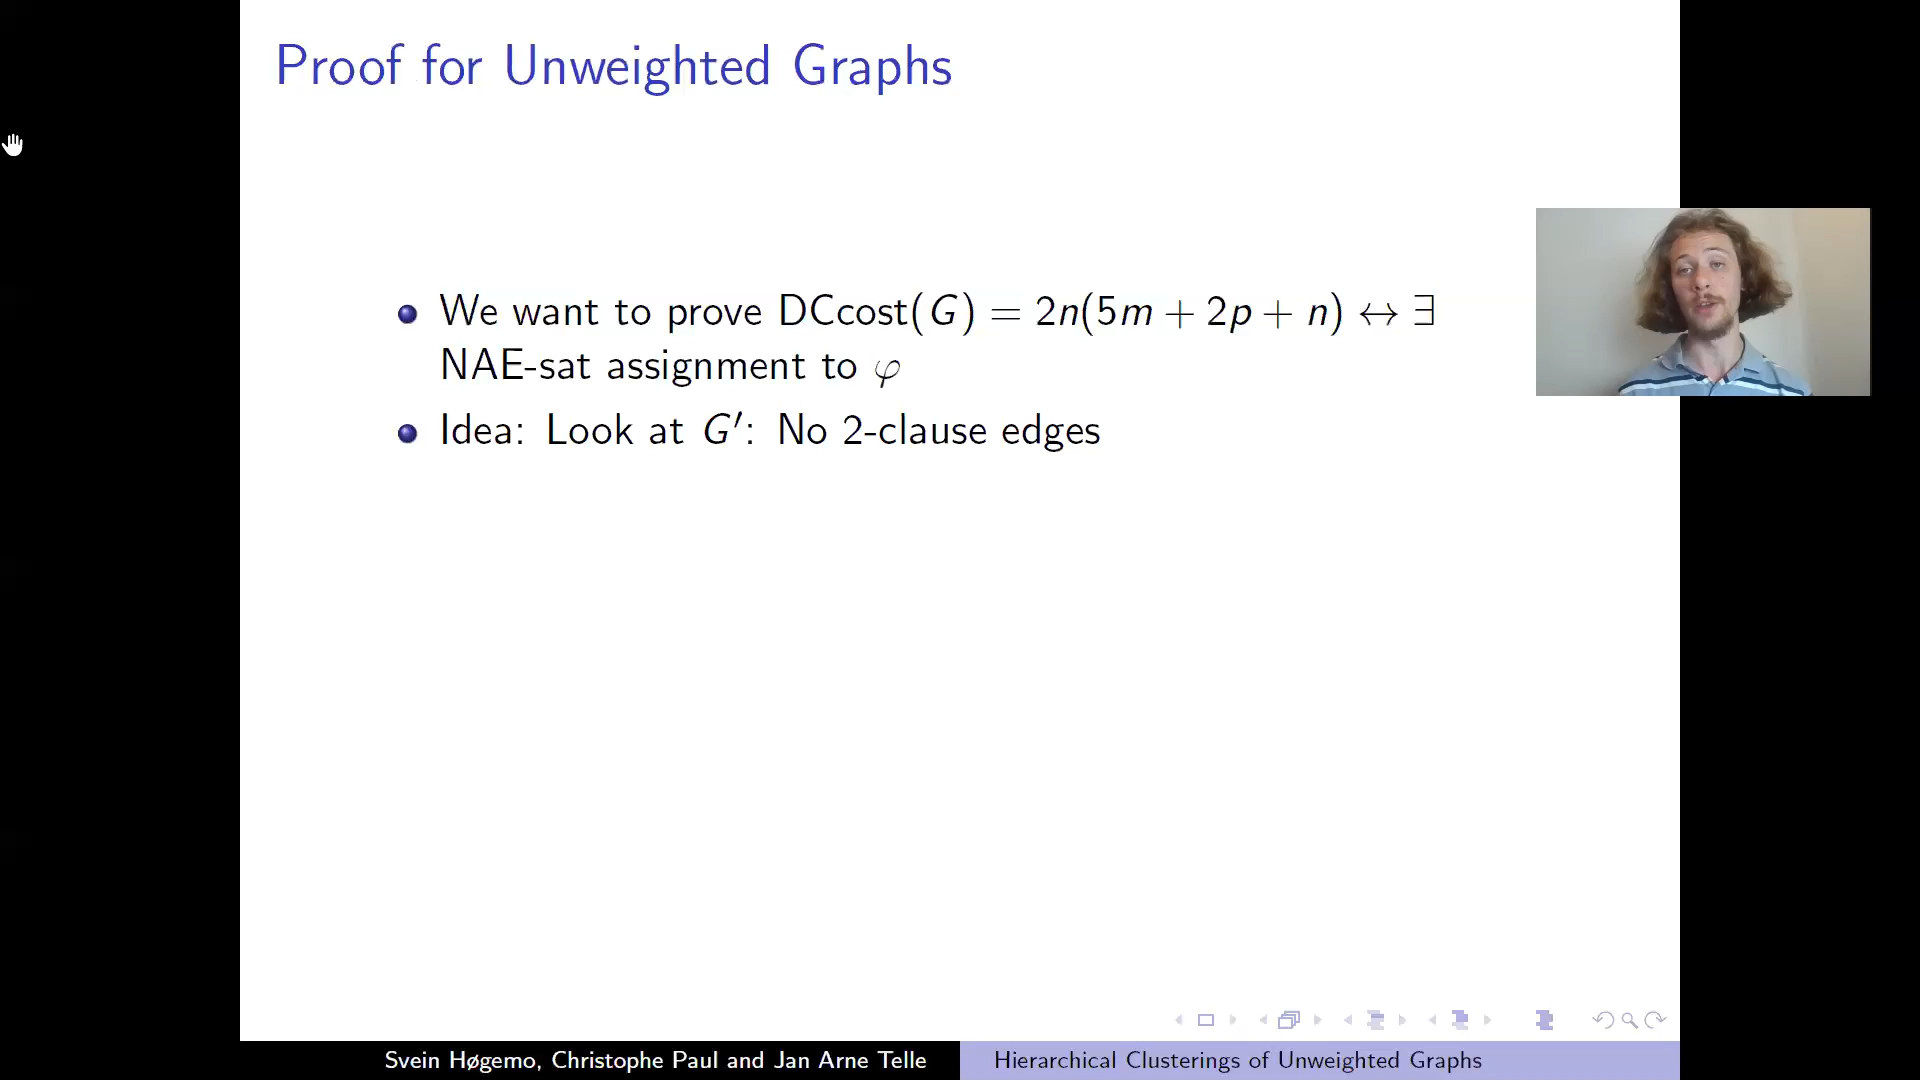 Proof for Unweighted Graphs
We want to prove DCcost(G) = 2n(5m + 2p + n) ↔ ∃
NAE-sat assignment to φ
Idea: Look at G′: No 2-clause edges
Svein Høgemo, Christophe Paul and Jan Arne Telle
Hierarchical Clusterings of Unweighted Graphs